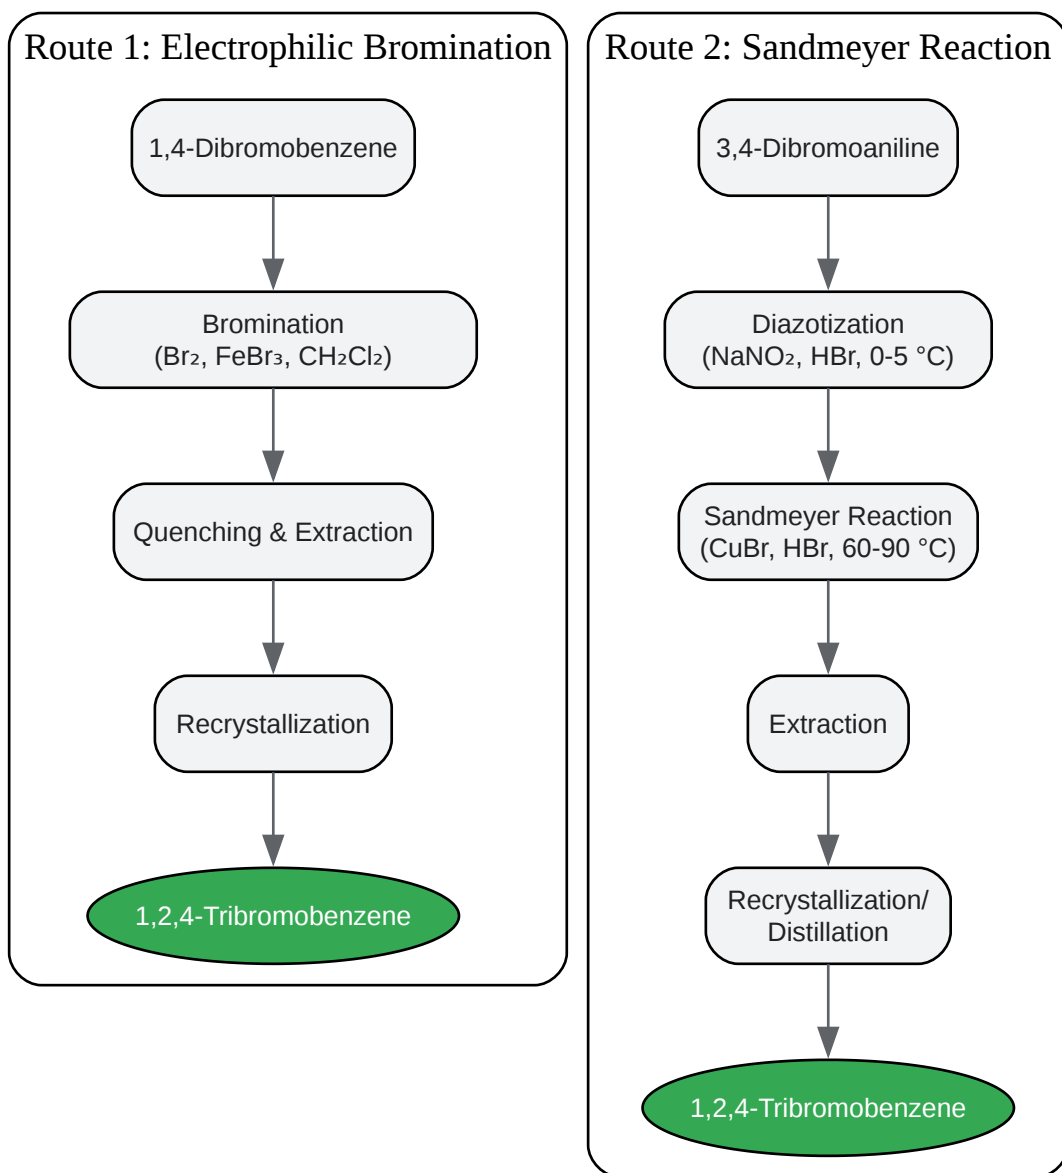 Route 1: Electrophilic Bromination
1,4-Dibromobenzene
Bromination
(Br₂, FeBr₃, CH₂Cl₂)
Quenching & Extraction
Recrystallization
1,2,4-Tribromobenzene
Route 2: Sandmeyer Reaction
3,4-Dibromoaniline
Diazotization
(NaNO₂, HBr, 0-5 °C)
Sandmeyer Reaction
(CuBr, HBr, 60-90 °C)
Extraction
Recrystallization/
Distillation
1,2,4-Tribromobenzene